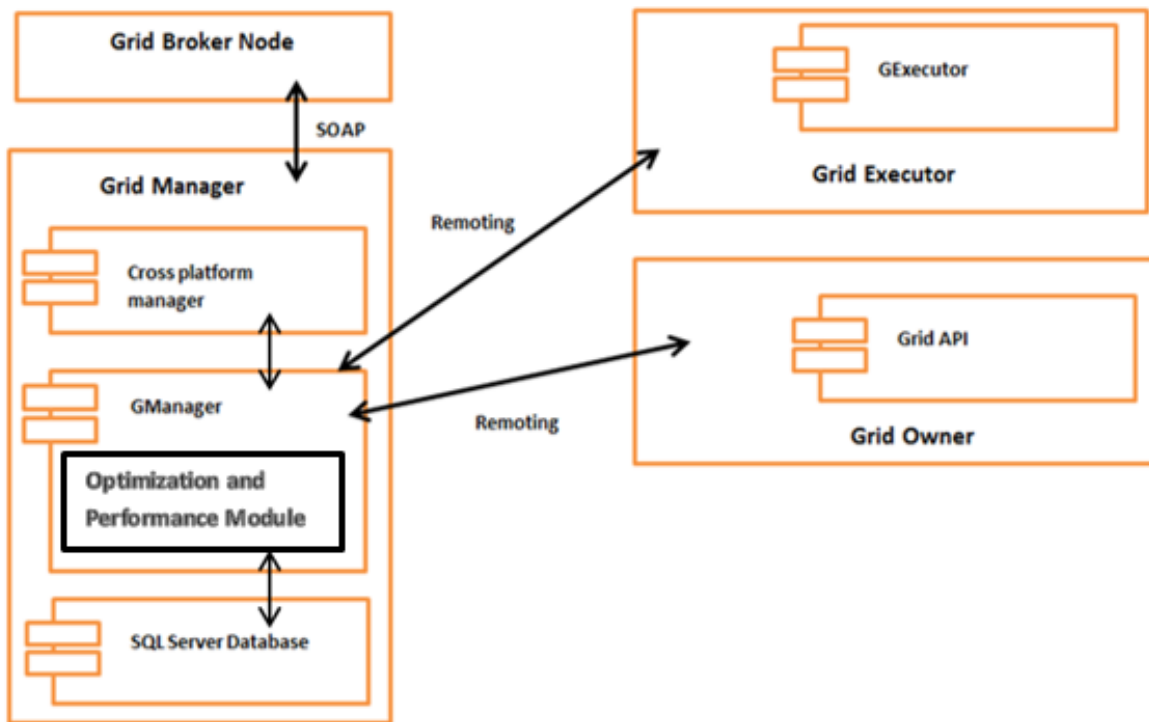 Grid Broker Node
SOAP
Grid Manager
Cross platform
manager
GManager
Optimization and
Performance Module
SQL Server Database
Remoting
Remoting
GExecutor
Grid Executor
Grid API
Grid Owner